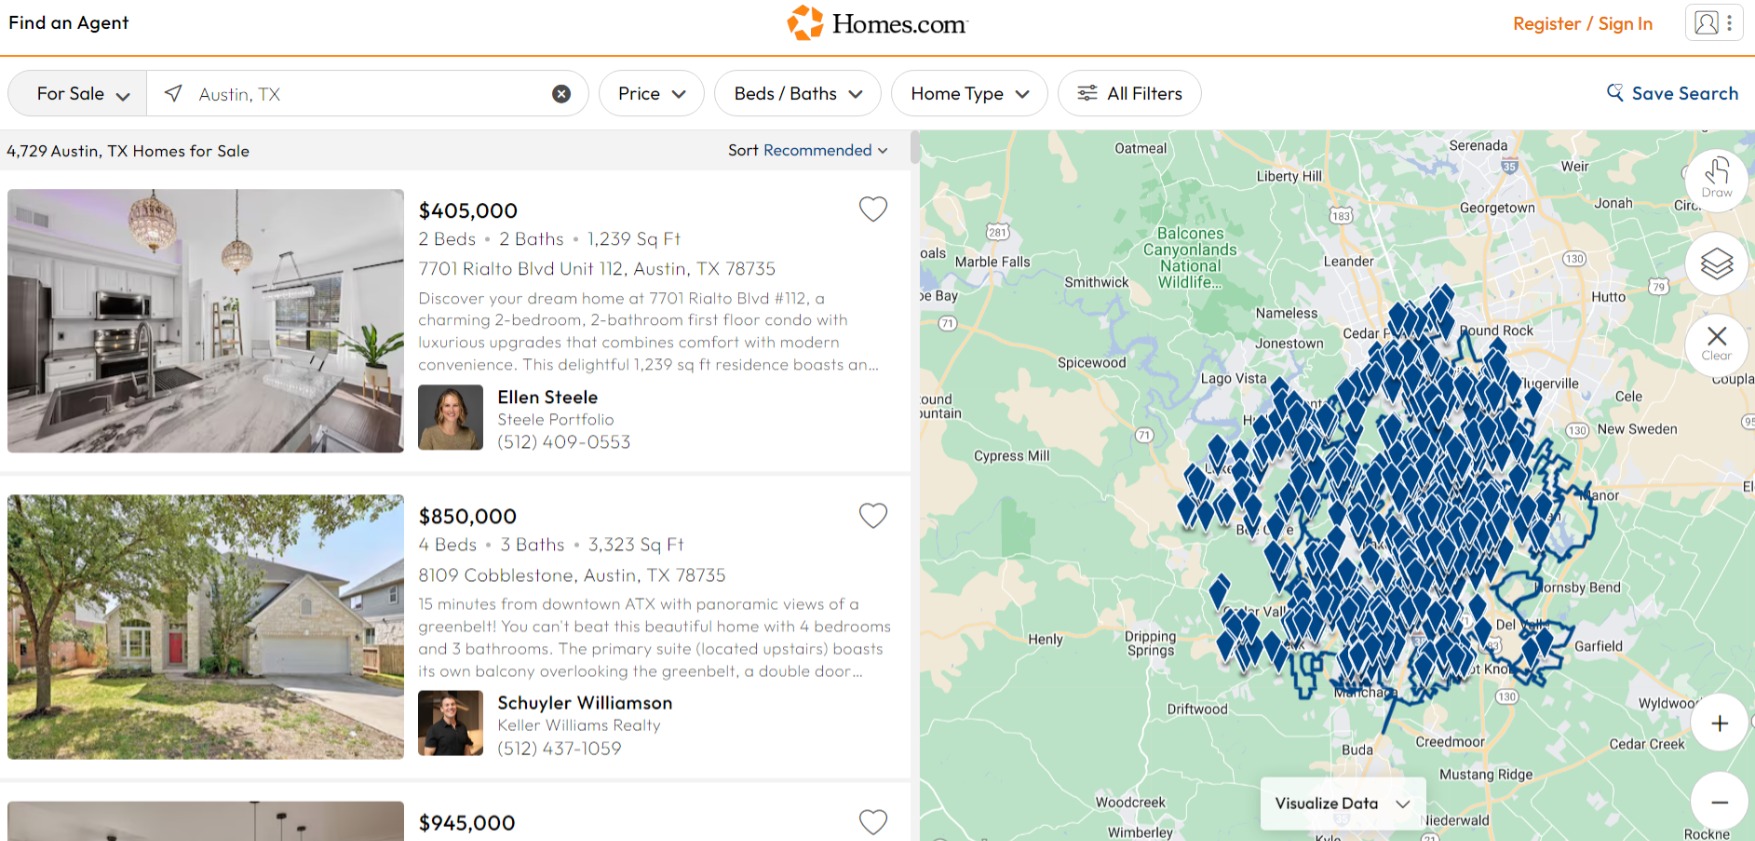 Find an Agent
Homes.com
Register / Sign In
For Sale
Austin, TX
Price
Beds / Baths
Home Type
All Filters
Save Search
4,729 Austin, TX Homes for Sale
Sort Recommended
$405,000
2 Beds • 2 Baths • 1,239 Sq Ft
7701 Rialto Blvd Unit 112, Austin, TX 78735
Discover your dream home at 7701 Rialto Blvd #112, a
charming 2-bedroom, 2-bathroom first floor condo with
luxurious upgrades that combines comfort with modern
convenience. This delightful 1,239 sq ft residence boasts an...
Ellen Steele
Steele Portfolio
(512) 409-0553
$850,000
4 Beds • 3 Baths • 3,323 Sq Ft
8109 Cobblestone, Austin, TX 78735
15 minutes from downtown ATX with panoramic views of a
greenbelt! You can't beat this beautiful home with 4 bedrooms
and 3 bathrooms. The primary suite (located upstairs) boasts
its own balcony overlooking the greenbelt, a double door...
Schuyler Williamson
Keller Williams Realty
(512) 437-1059
$945,000
Oatmeal
Serenada
35
Weir
Liberty Hill
Draw
183
Georgetown
Jonah
281
Balcones
Canyonlands
National
Wildlife...
Marble Falls
Leander
130
Smithwick
Hutto
79
71
Nameless
Cedar P
Round Rock
Jonestown
Clear
Spicewood
Lago Vista
Cele
71
130
New Sweden
Cypress Mill
Manor
Hornsby Bend
Henly
Dripping
Springs
Del Valle
Garfield
Manchaca
130
Driftwood
Buda
Creedmoor
Cedar Creek
Mustang Ridge
Visualize Data
Woodcreek
Niederwald
Wimberley
Kyle
21
Rockne